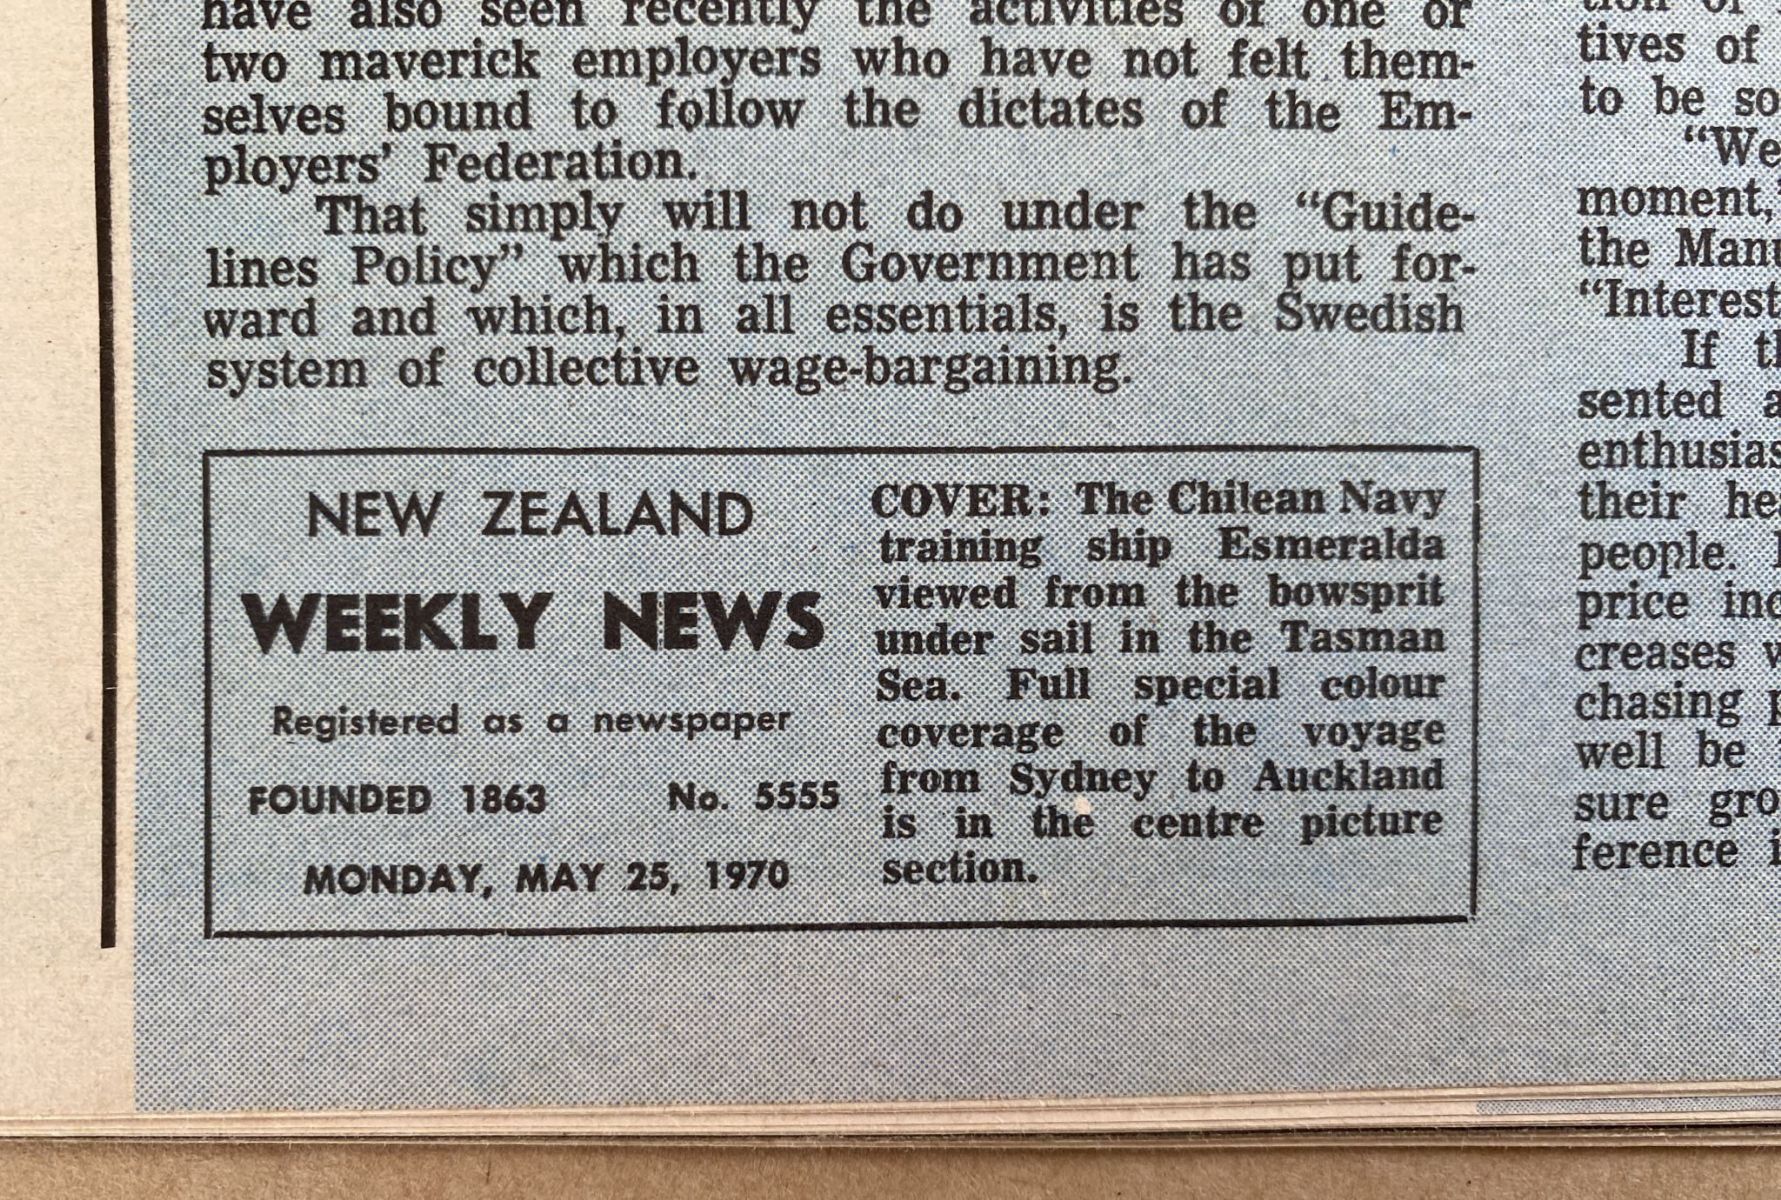 have also seen recently the activities of one or
two maverick employers who have not felt them-
selves bound to follow the dictates of the Em-
ployers' Federation.
That simply will not do under the “Guide-
lines Policy” which the Government has put for-
ward and which, in all essentials, is the Swedish
system of collective wage-bargaining.
NEW ZEALAND
WEEKLY NEWS
Registered as a newspaper
FOUNDED 1863 No. 5555
MONDAY, MAY 25, 1970
COVER: The Chilean Navy
training ship Esmeralda
viewed from the bowsprit
under sail in the Tasman
Sea. Full special colour
coverage of the voyage
from Sydney to Auckland
is in the centre picture
section.
tives of
to be so
“We
moment,
the
“Interest
If
sented
their
people.
price
creases
chasing
well be
sure
ference